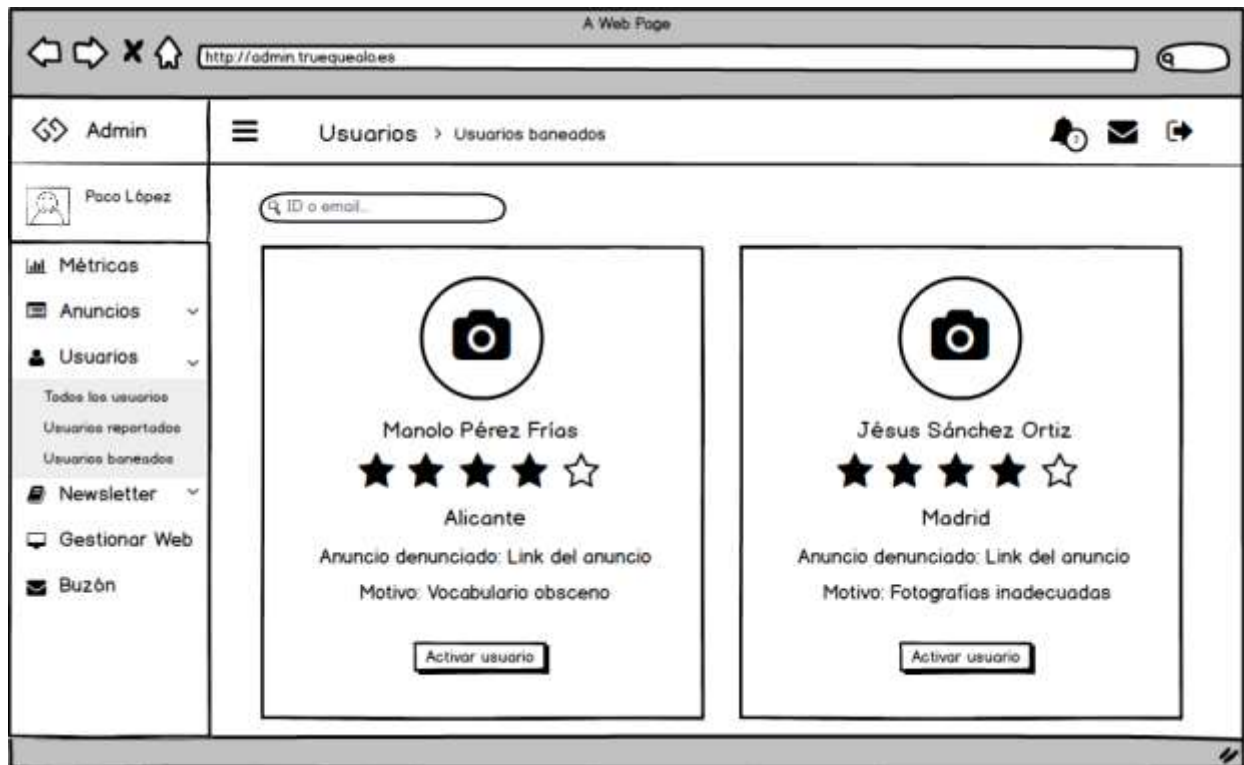 A Web Page
http://admin.truequealo.es
Admin
Usuarios > Usuarios baneados
Paco López
ID o email...
Métricas
Anuncios
Usuarios
Todos los usuarios
Usuarios reportados
Usuarios baneados
Newsletter
Gestionar Web
Buzón
Manolo Pérez Frías
Alicante
Anuncio denunciado: Link del anuncio
Motivo: Vocabulario obsceno
Activar usuario
Jésus Sánchez Ortiz
Madrid
Anuncio denunciado: Link del anuncio
Motivo: Fotografías inadecuadas
Activar usuario